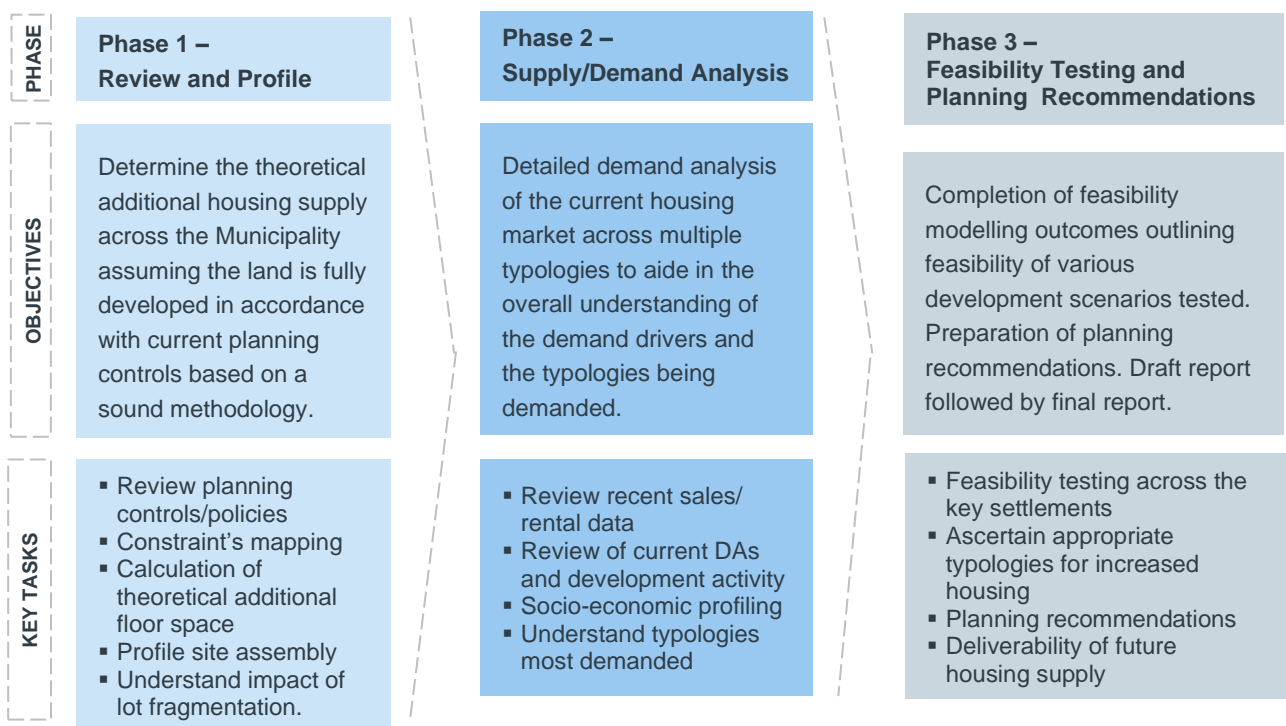 PHASE
Phase 1 –
Review and Profile
Phase 2 –
Supply/Demand Analysis
Phase 3 –
Feasibility Testing and
Planning Recommendations
OBJECTIVES
Determine the theoretical
additional housing supply
across the Municipality
assuming the land is fully
developed in accordance
with current planning
controls based on a
sound methodology.
Detailed demand analysis
of the current housing
market across multiple
typologies to aide in the
overall understanding of
the demand drivers and
the typologies being
demanded.
Completion of feasibility
modelling outcomes outlining
feasibility of various
development scenarios tested.
Preparation of planning
recommendations. Draft report
followed by final report.
KEY TASKS
▪ Review planning
controls/policies
▪ Constraint's mapping
▪ Calculation of
theoretical additional
floor space
▪ Profile site assembly
▪ Understand impact of
lot fragmentation.
▪ Review recent sales/
rental data
▪ Review of current DAs
and development activity
▪ Socio-economic profiling
▪ Understand typologies
most demanded
▪ Feasibility testing across the
key settlements
▪ Ascertain appropriate
typologies for increased
housing
▪ Planning recommendations
▪ Deliverability of future
housing supply